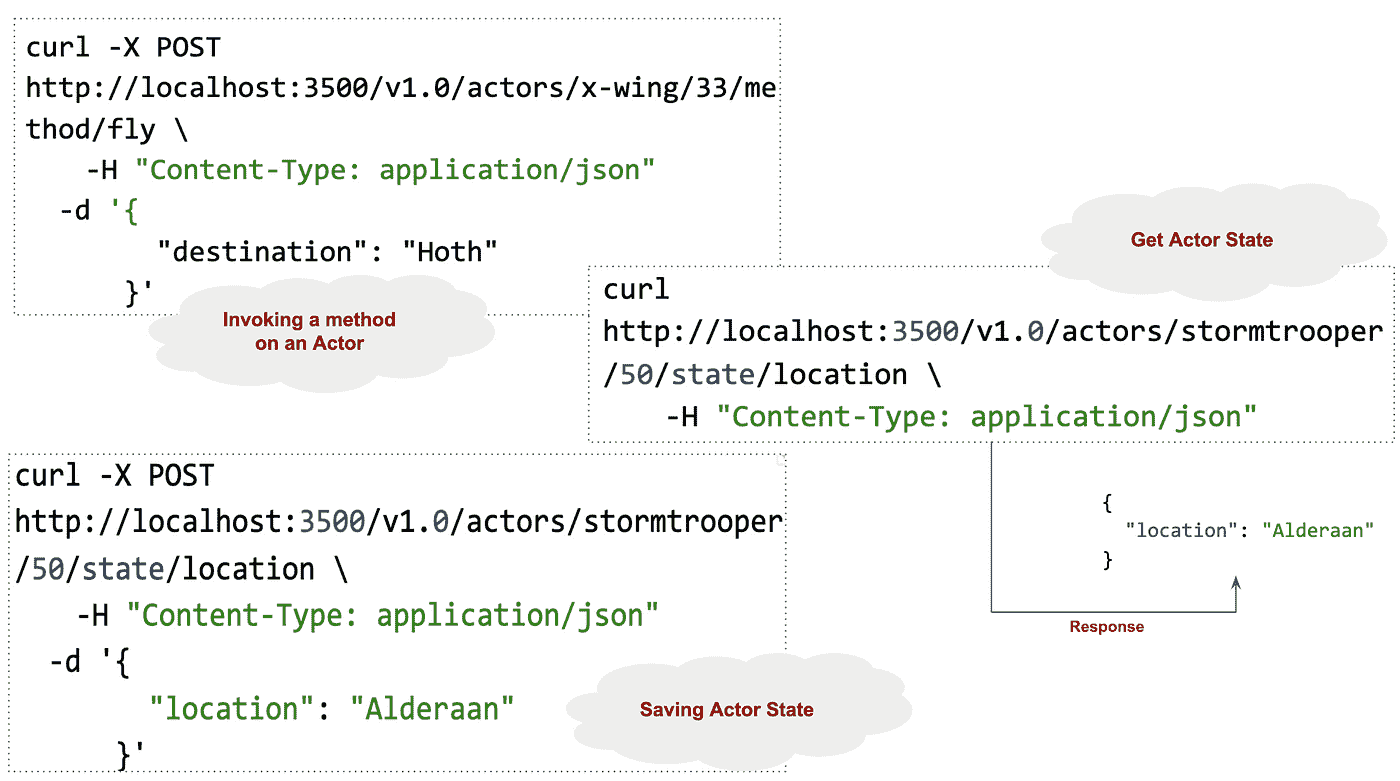 curl -X POST
http://localhost:3500/v1.0/actors/x-wing/33/me
thod/fly \
-H "Content-Type: application/json"
-d '{
"destination": "Hoth"
}'
Invoking a method
on an Actor
Get Actor State
curl
http://localhost:3500/v1.0/actors/stormtrooper
/50/state/location \
-H "Content-Type: application/json"
{
"location": "Alderaan"
}
Response
curl -X POST
http://localhost:3500/v1.0/actors/stormtrooper
/50/state/location \
-H "Content-Type: application/json"
-d '{
"location": "Alderaan"
}'
Saving Actor State